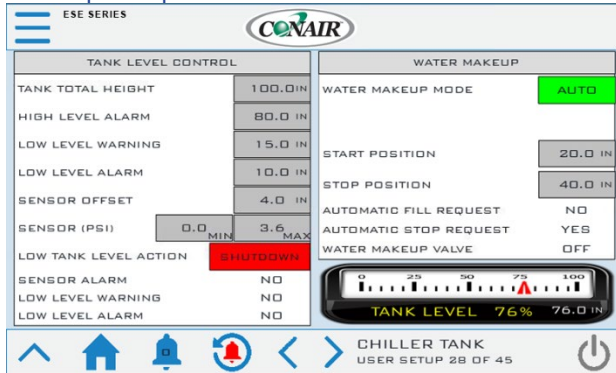 ESE SERIES
CONAIR
TANK LEVEL CONTROL
TANK TOTAL HEIGHT 100.0 IN
HIGH LEVEL ALARM 80.0 IN
LOW LEVEL WARNING 15.0 IN
LOW LEVEL ALARM 10.0 IN
SENSOR OFFSET 4.0 IN
SENSOR (PSI) 0.0 MIN 3.6 MAX
LOW TANK LEVEL ACTION SHUTDOWN
SENSOR ALARM NO
LOW LEVEL WARNING NO
LOW LEVEL ALARM NO
WATER MAKEUP
WATER MAKEUP MODE AUTO
START POSITION 20.0 IN
STOP POSITION 40.0 IN
AUTOMATIC FILL REQUEST NO
AUTOMATIC STOP REQUEST YES
WATER MAKEUP VALVE OFF
0 25 50 75 100
TANK LEVEL 76% 76.0 IN
0
CHILLER TANK
USER SETUP 28 OF 45